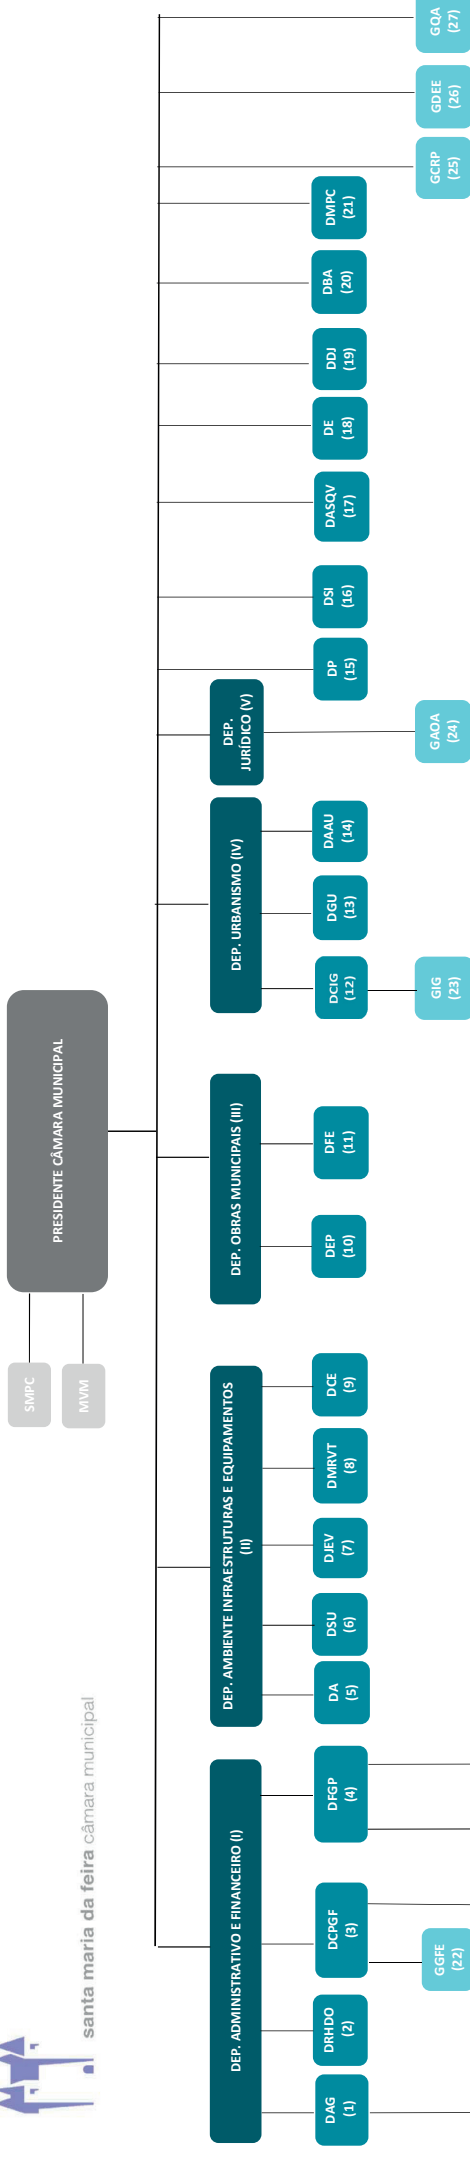 santa maria da feira câmara municipal
SMPC
MVM
PRESIDENTE CÂMARA MUNICIPAL
DEP. ADMINISTRATIVO E FINANCEIRO (I)
DEP. AMBIENTE INFRAESTRUTURAS E EQUIPAMENTOS
(II)
DEP. OBRAS MUNICIPAIS (III)
DEP. URBANISMO (IV)
DEP.
JURÍDICO (V)
DAG
(1)
DRHDO
(2)
DCPGF
(3)
DFGP
(4)
DA
(5)
DSU
(6)
DJEV
(7)
DMRVT
(8)
DCE
(9)
DEP
(10)
DFE
(11)
DCIG
(12)
DGU
(13)
DAAU
(14)
DP
(15)
DSI
(16)
DASQV
(17)
DE
(18)
DDJ
(19)
DBA
(20)
DMPC
(21)
GGFE
(22)
GIG
(23)
GAOA
(24)
GCRP
(25)
GDEE
(26)
GQA
(27)